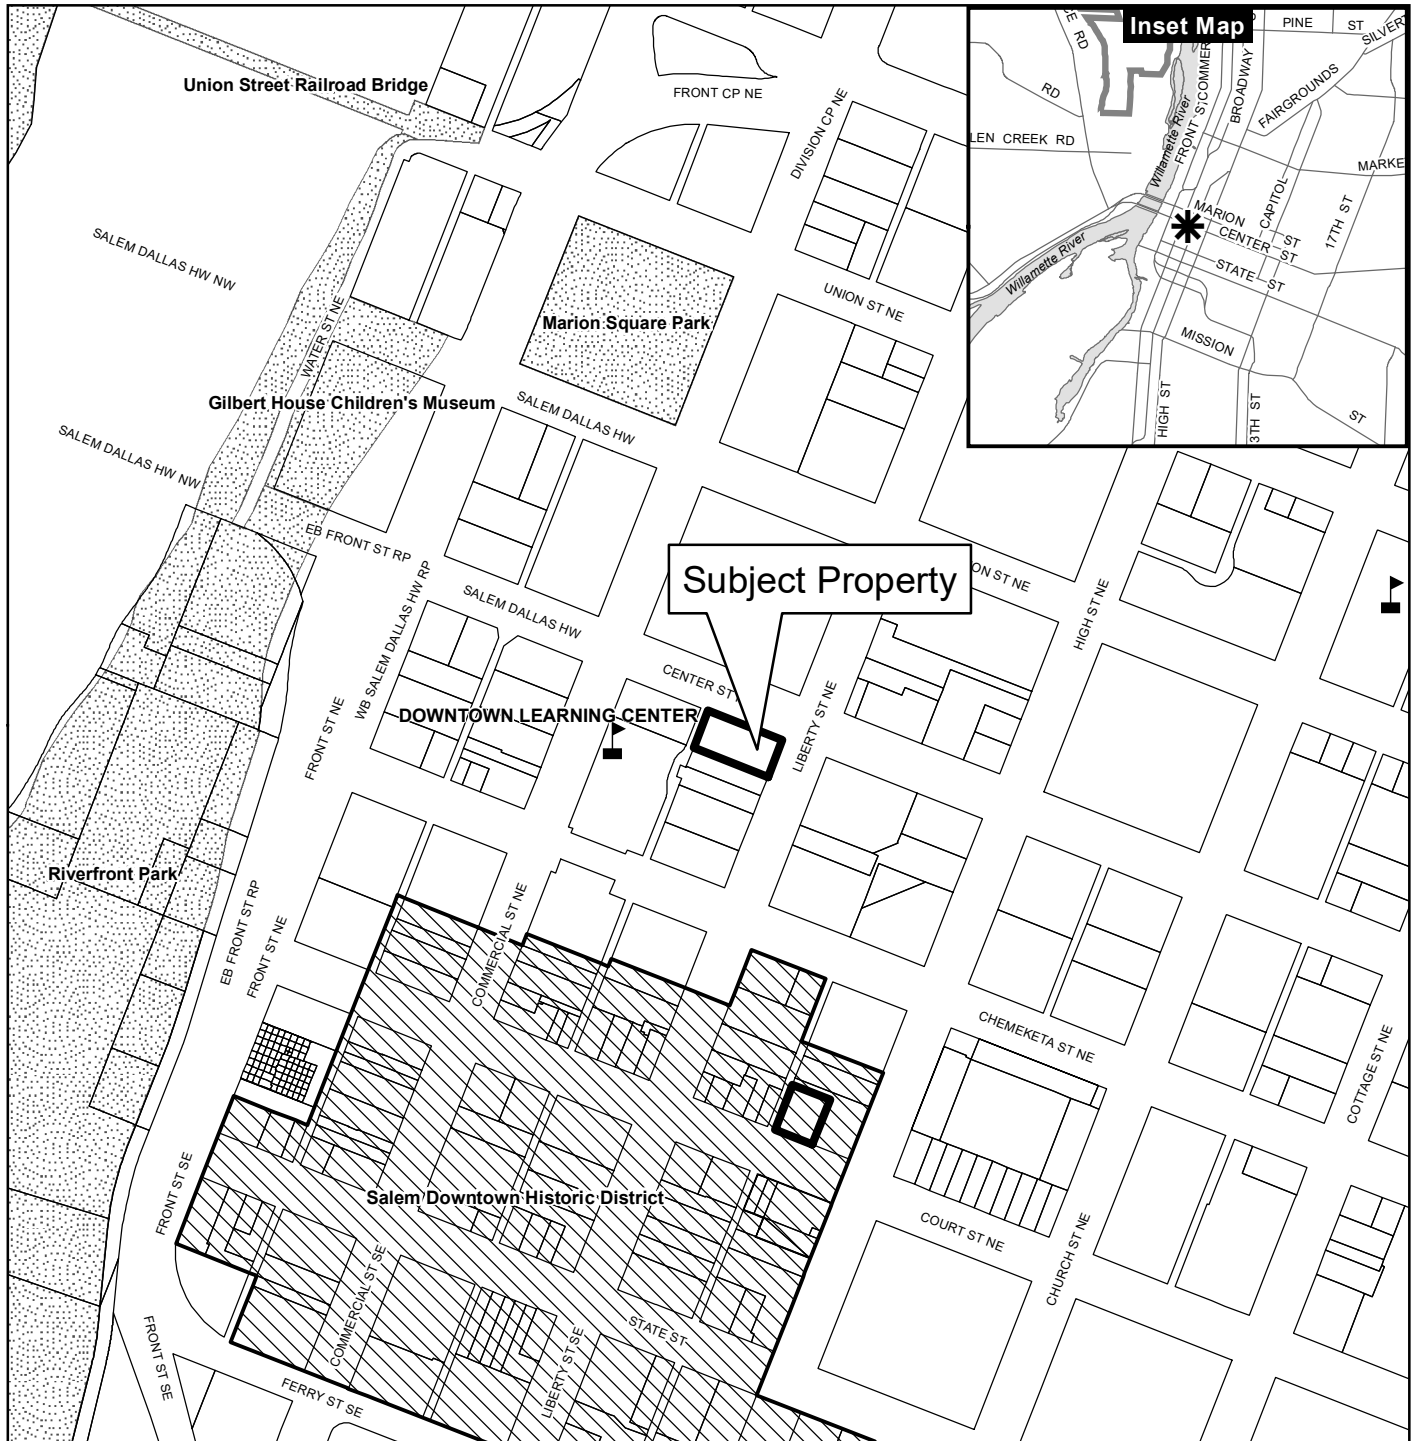 Inset Map
CE RD
RD
LEN CREEK RD
PINE
ST
SILVERT
FAIRGROUNDS
BROADWAY
COMMER
FRONT ST
Willamette River
MARKE
CAPITOL
17TH ST
MARION
ST
CENTER ST
STATE ST
Willamette River
MISSION
ST
HIGH ST
3TH ST
Union Street Railroad Bridge
FRONT CP NE
DIVISION CP NE
SALEM DALLAS HW NW
WATER ST NE
UNION ST NE
Marion Square Park
Gilbert House Children's Museum
SALEM DALLAS HW
SALEM DALLAS HW NW
EB FRONT ST RP
Subject Property
ON ST NE
HIGH ST NE
WB SALEM DALLAS HW RP
SALEM DALLAS HW
CENTER ST
LIBERTY ST NE
FRONT ST NE
DOWNTOWN LEARNING CENTER
Riverfront Park
EB FRONT ST RP
FRONT ST NE
COMMERCIAL ST NE
CHEMEKETA ST NE
COTTAGE ST NE
FRONT ST SE
Salem Downtown Historic District
COURT ST NE
CHURCH ST NE
COMMERCIAL ST SE
FRONT ST SE
LIBERTY ST SE
STATE ST
FERRY ST SE